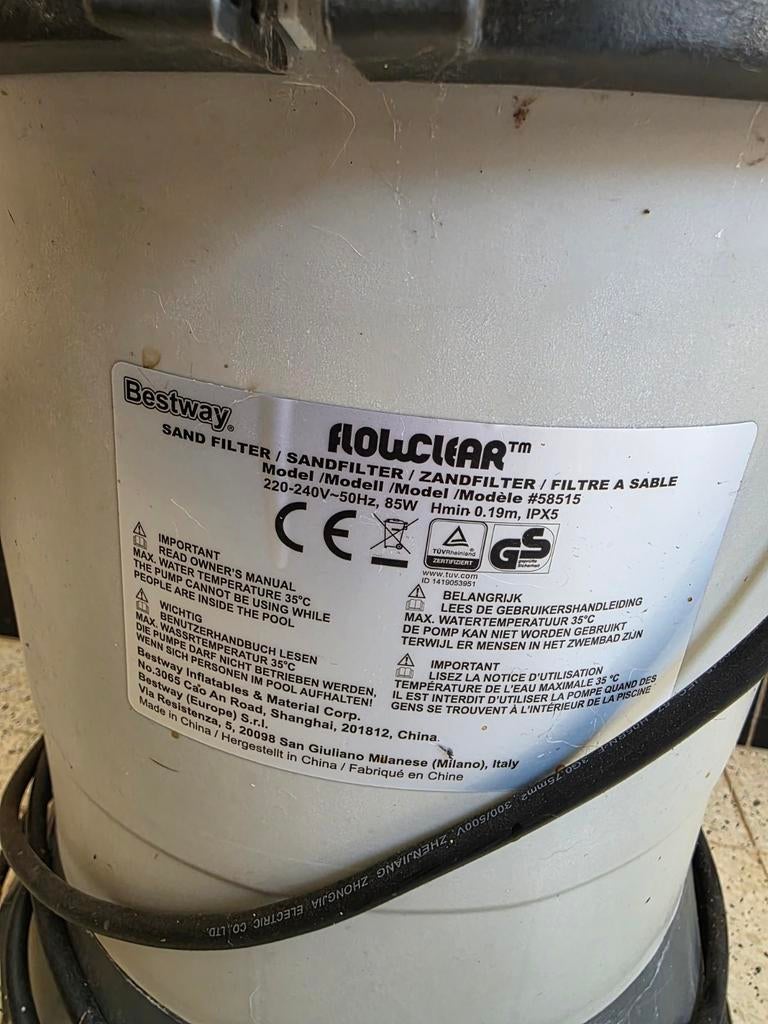 Bestway®
FLOWCLEAR™
SAND FILTER / SANDFILTER / ZANDFILTER / FILTRE A SABLE
Model /Modell /Model /Modèle #58515
220-240V~50Hz, 85W Hmin 0.19m, IPX5
CE
TÜVRheinland
ZERTIFIZIERT
GS
geprüfte
Sicherheit
www.tuv.com
ID 1419053951
IMPORTANT
READ OWNER'S MANUAL
MAX. WATER TEMPERATURE 35°C
THE PUMP CANNOT BE USING WHILE
PEOPLE ARE INSIDE THE POOL
WICHTIG
BENUTZERHANDBUCH LESEN
MAX. WASSRTEMPERATUR 35°C
DIE PUMPE DARF NICHT BETRIEBEN WERDEN,
WENN SICH PERSONEN IM POOL AUFHALTEN!
BELANGRIJK
LEES DE GEBRUIKERSHANDLEIDING
MAX. WATERTEMPERATUUR 35°C
DE POMP KAN NIET WORDEN GEBRUIKT
TERWIJL ER MENSEN IN HET ZWEMBAD ZIJN
IMPORTANT
LISEZ LA NOTICE D'UTILISATION
TEMPÉRATURE DE L'EAU MAXIMALE 35 °C
IL EST INTERDIT D'UTILISER LA POMPE QUAND DES
GENS SE TROUVENT À L'INTÉRIEUR DE LA PISCINE
Bestway Inflatables & Material Corp.
No.3065 Cao An Road, Shanghai, 201812, China
Bestway (Europe) S.r.l.
Via Resistenza, 5, 20098 San Giuliano Milanese (Milano), Italy
Made in China / Hergestellt in China / Fabriqué en Chine
3G0.75mm2 300/500V ZHENJIANG ZHONGJIA ELECTRIC CO.,LTD.